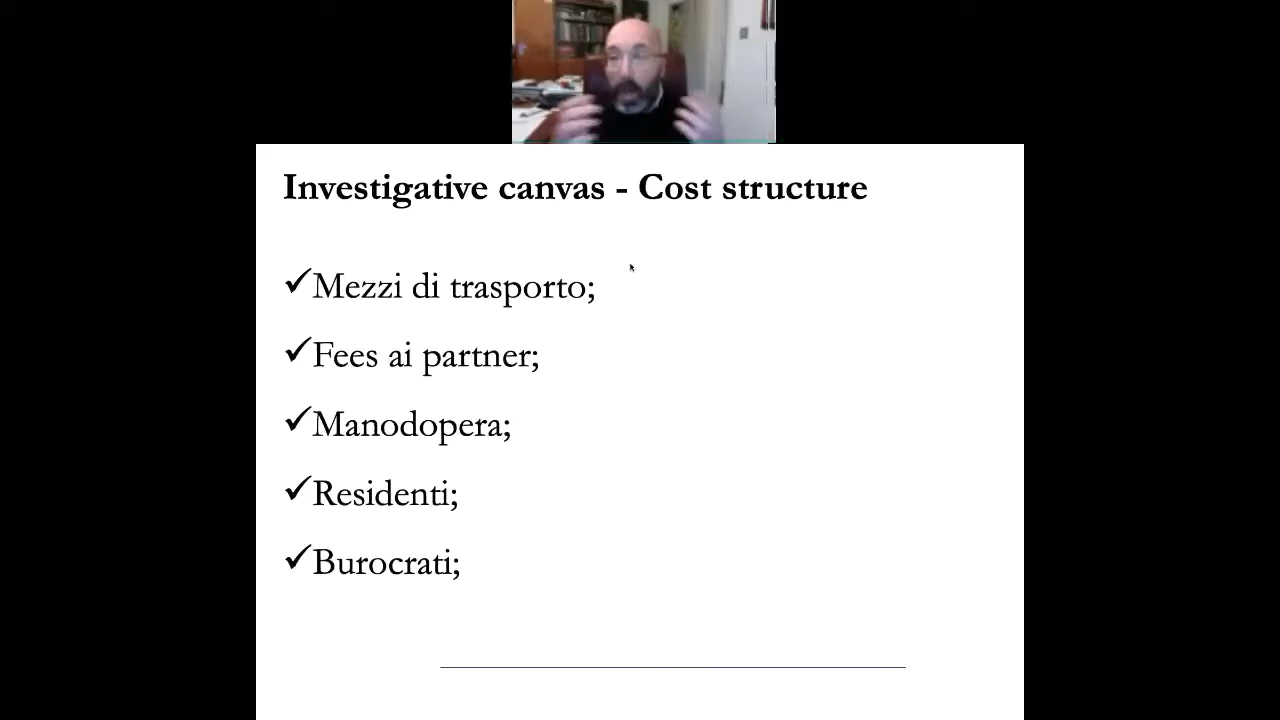 Investigative canvas - Cost structure
✓Mezzi di trasporto;
✓Fees ai partner;
✓Manodopera;
✓Residenti;
✓Burocrati;